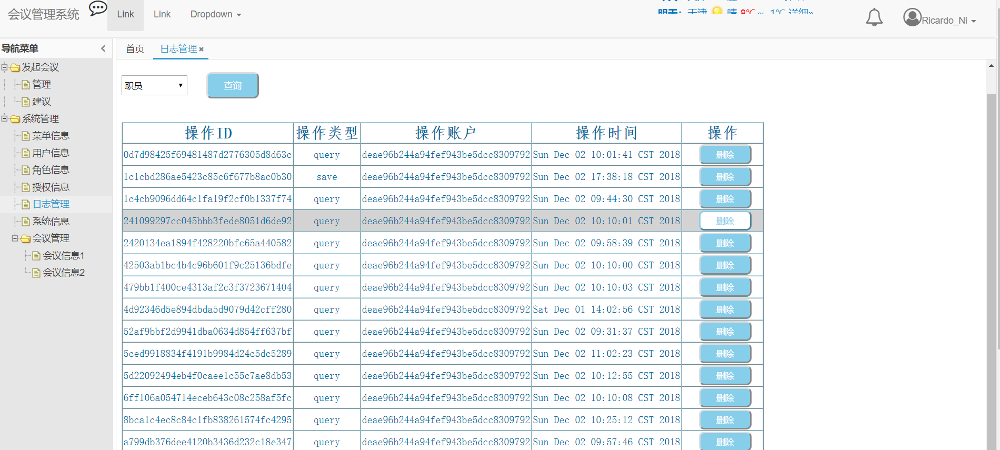 会议管理系统
Link
Link
Dropdown
明天: 天津 晴 8℃～-1℃ 详细»
Ricardo_Ni
导航菜单
发起会议
管理
建议
系统管理
菜单信息
用户信息
角色信息
授权信息
日志管理
系统信息
会议管理
会议信息1
会议信息2
首页 日志管理
职员 查询
操作ID 操作类型 操作账户 操作时间 操作
0d7d98425f69481487d2776305d8d63c query deae96b244a94fef943be5dcc8309792 Sun Dec 02 10:01:41 CST 2018 删除
1c1cbd286ae5423c85c6f677b8ac0b30 save deae96b244a94fef943be5dcc8309792 Sun Dec 02 17:38:18 CST 2018 删除
1c4cb9096dd64c1fa19f2cf0b1337f74 query deae96b244a94fef943be5dcc8309792 Sun Dec 02 09:44:30 CST 2018 删除
241099297cc045bbb3fede8051d6de92 query deae96b244a94fef943be5dcc8309792 Sun Dec 02 10:10:01 CST 2018 删除
2420134ea1894f428220bfc65a440582 query deae96b244a94fef943be5dcc8309792 Sun Dec 02 09:58:39 CST 2018 删除
42503ab1bc4b4c96b601f9c25136bdfe query deae96b244a94fef943be5dcc8309792 Sun Dec 02 10:10:00 CST 2018 删除
479bb1f400ce4313af2c3f3723671404 query deae96b244a94fef943be5dcc8309792 Sun Dec 02 10:10:03 CST 2018 删除
4d92346d5e894dbda5d9079d42cff280 query deae96b244a94fef943be5dcc8309792 Sat Dec 01 14:02:56 CST 2018 删除
52af9bbf2d9941dba0634d854ff637bf query deae96b244a94fef943be5dcc8309792 Sun Dec 02 09:31:37 CST 2018 删除
5ced9918834f4191b9984d24c5dc5289 query deae96b244a94fef943be5dcc8309792 Sun Dec 02 11:02:23 CST 2018 删除
5d22092494eb4f0caee1c55c7ae8db53 query deae96b244a94fef943be5dcc8309792 Sun Dec 02 10:12:55 CST 2018 删除
6ff106a054714eceb643c08c258af5fc query deae96b244a94fef943be5dcc8309792 Sun Dec 02 10:10:08 CST 2018 删除
8bca1c4ec8c84c1fb838261574fc4295 query deae96b244a94fef943be5dcc8309792 Sun Dec 02 10:25:12 CST 2018 删除
a799db376dee4120b3436d232c18e347 query deae96b244a94fef943be5dcc8309792 Sun Dec 02 09:57:46 CST 2018 删除